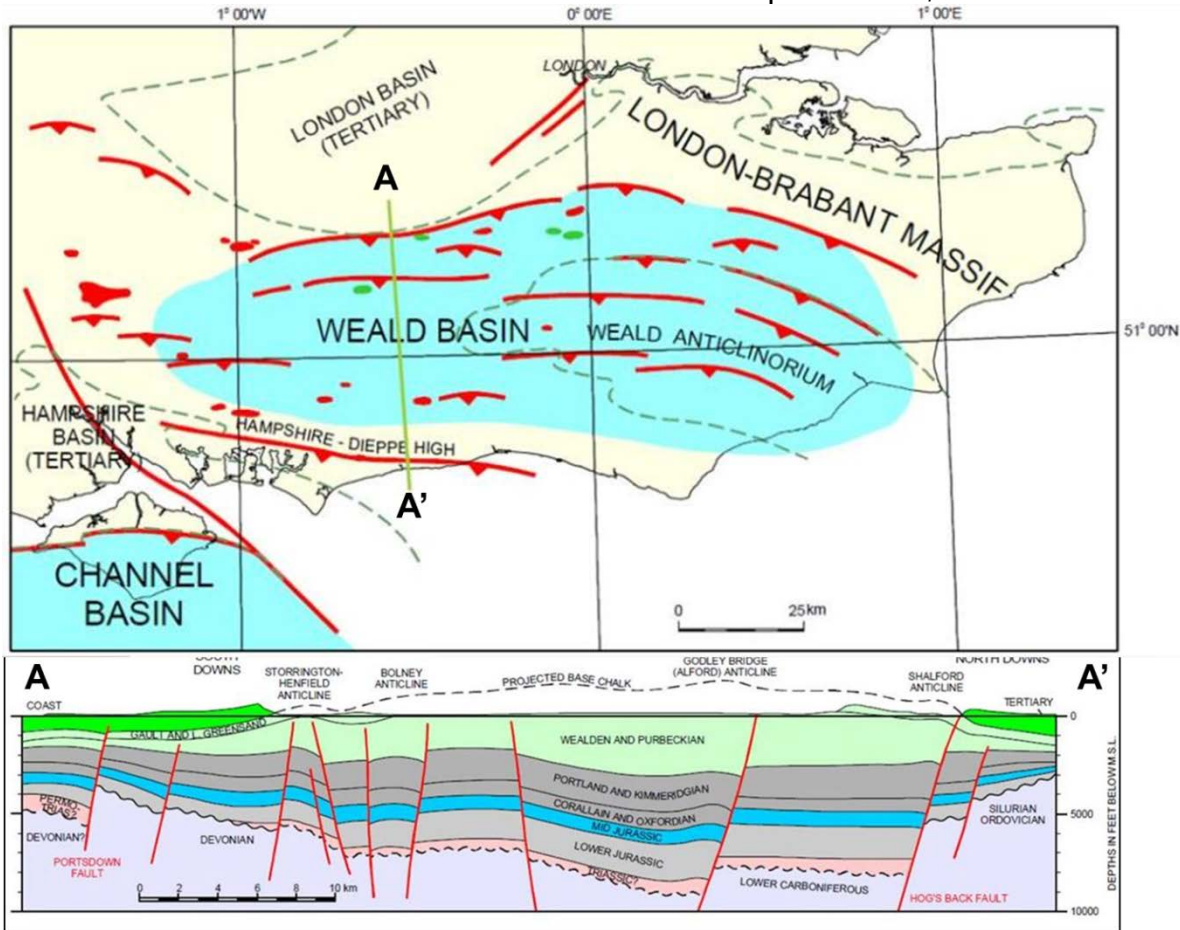 1° 00'W
0° 00'E
1° 00'E
LONDON BASIN
(TERTIARY)
LONDON
LONDON-BRABANT MASSIF
A
WEALD BASIN
WEALD ANTICLINORIUM
51° 00'N
HAMPSHIRE
BASIN
(TERTIARY)
HAMPSHIRE - DIEPPE HIGH
A'
CHANNEL
BASIN
0 25km
A
SOUTH
DOWNS
STORRINGTON-
HENFIELD
ANTICLINE
BOLNEY
ANTICLINE
PROJECTED BASE CHALK
GODLEY BRIDGE
(ALFORD) ANTICLINE
SHALFORD
ANTICLINE
NORTH DOWNS
A'
COAST
TERTIARY
0
GAULT AND L. GREENSAND
WEALDEN AND PURBECKIAN
PORTLAND AND KIMMERIDGIAN
CORALLAIN AND OXFORDIAN
MID JURASSIC
LOWER JURASSIC
TRIASSIC?
PERMO-
TRIAS?
DEVONIAN?
DEVONIAN
SILURIAN
ORDOVICIAN
5000
LOWER CARBONIFEROUS
PORTSDOWN
FAULT
HOG'S BACK FAULT
0 2 4 6 8 10 km
10000
DEPTHS IN FEET BELOW M.S.L.